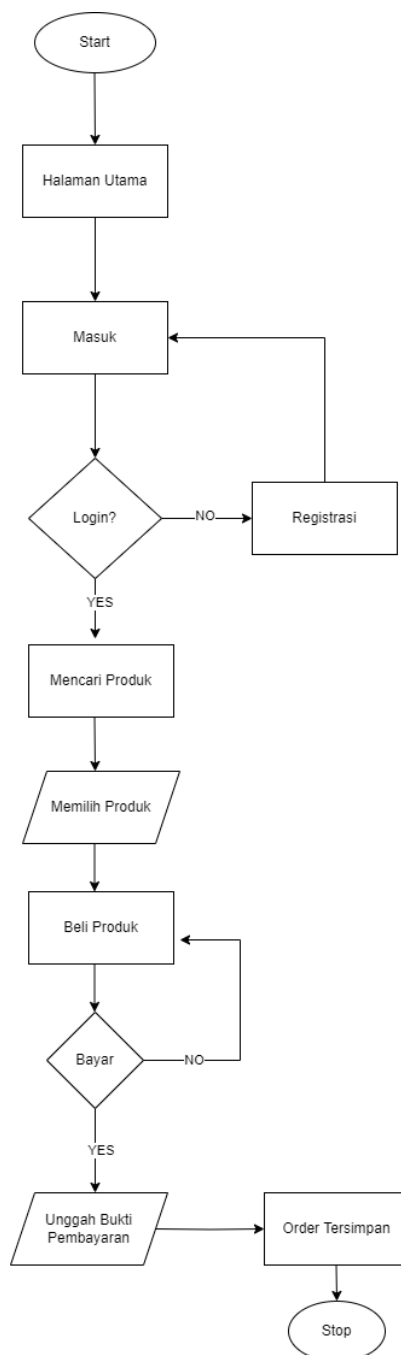 Start
Halaman Utama
Masuk
Login?
NO
Registrasi
YES
Mencari Produk
Memilih Produk
Beli Produk
Bayar
NO
YES
Unggah Bukti
Pembayaran
Order Tersimpan
Stop